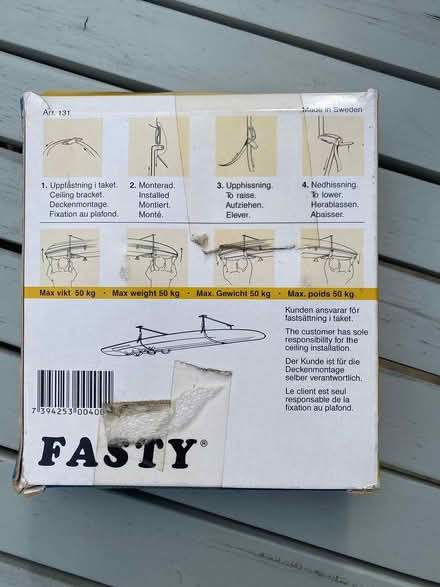 Art. 131
Made in Sweden
1. Uppfästning i taket.
Ceiling bracket.
Deckenmontage.
Fixation au plafond.
2. Monterad.
Installed
Montiert.
Monté.
3. Upphissning.
To raise.
Aufziehen.
Elever.
4. Nedhissning.
To lower.
Herablassen.
Abaisser.
Max vikt 50 kg · Max weight 50 kg · Max. Gewicht 50 kg · Max. poids 50 kg
Kunden ansvarar för
fastsättning i taket.
The customer has sole
responsibility for the
ceiling installation.
Der Kunde ist für die
Deckenmontage
selber verantwortlich.
Le client est seul
responsable de la
fixation au plafond.
7 394253 00406
FASTY®